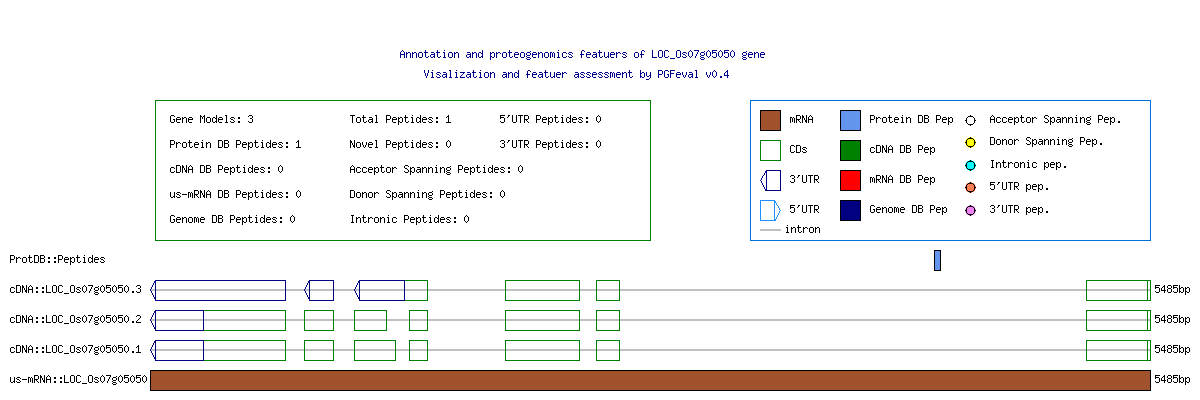 Annotation and proteogenomics featuers of LOC_Os07g05050 gene
Visalization and featuer assessment by PGFeval v0.4
Gene Models: 3 Total Peptides: 1 5'UTR Peptides: 0
Protein DB Peptides: 1 Novel Peptides: 0 3'UTR Peptides: 0
cDNA DB Peptides: 0 Acceptor Spanning Peptides: 0
us-mRNA DB Peptides: 0 Donor Spanning Peptides: 0
Genome DB Peptides: 0 Intronic Peptides: 0
mRNA Protein DB Pep Acceptor Spanning Pep.
CDs cDNA DB Pep Donor Spanning Pep.
3'UTR mRNA DB Pep Intronic pep.
5'UTR Genome DB Pep 5'UTR pep.
intron 3'UTR pep.
ProtDB::Peptides
cDNA::LOC_Os07g05050.3 5485bp
cDNA::LOC_Os07g05050.2 5485bp
cDNA::LOC_Os07g05050.1 5485bp
us-mRNA::LOC_Os07g05050 5485bp